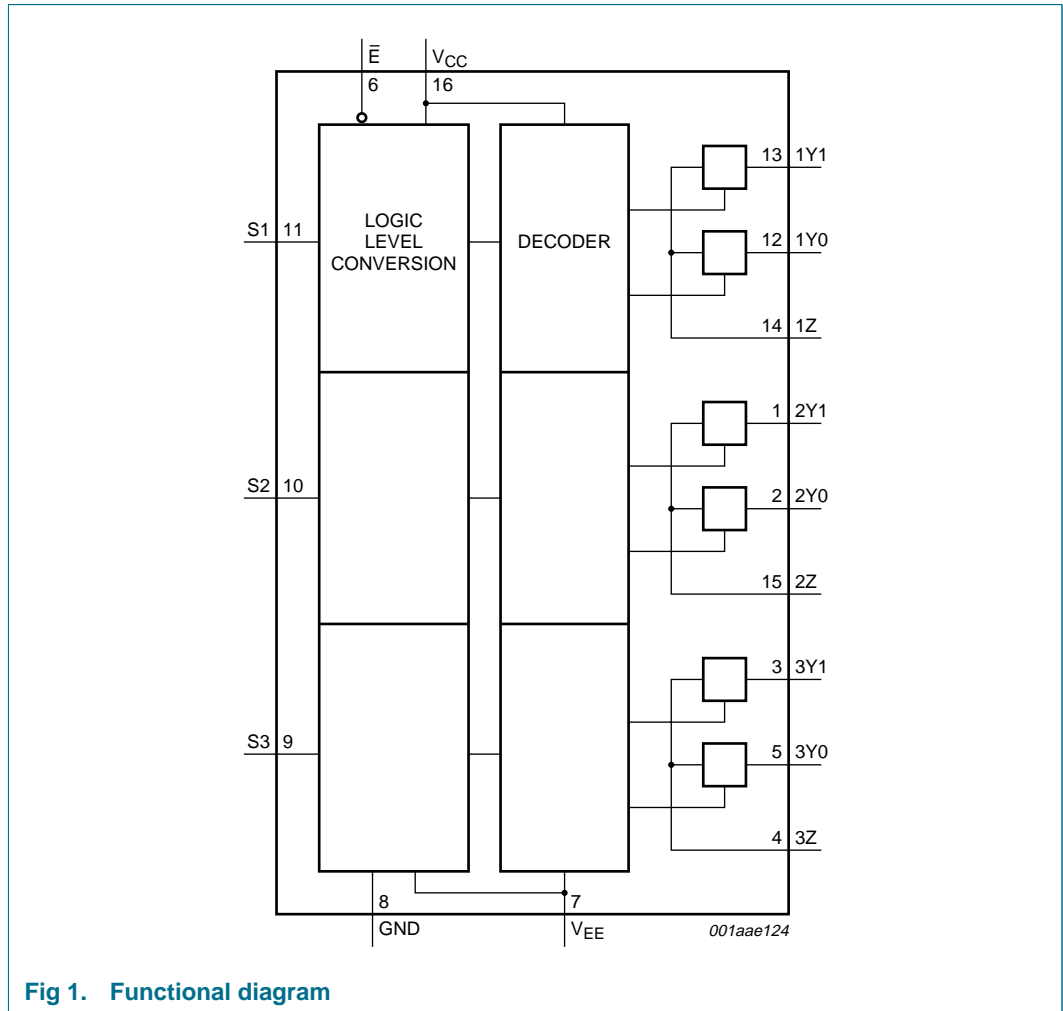 E̅ V_CC
6 16
13 1Y1
LOGIC
LEVEL
CONVERSION
DECODER
S1 11
12 1Y0
14 1Z
1 2Y1
S2 10
2 2Y0
15 2Z
3 3Y1
S3 9
5 3Y0
4 3Z
8 7
GND V_EE
001aae124
Fig 1. Functional diagram